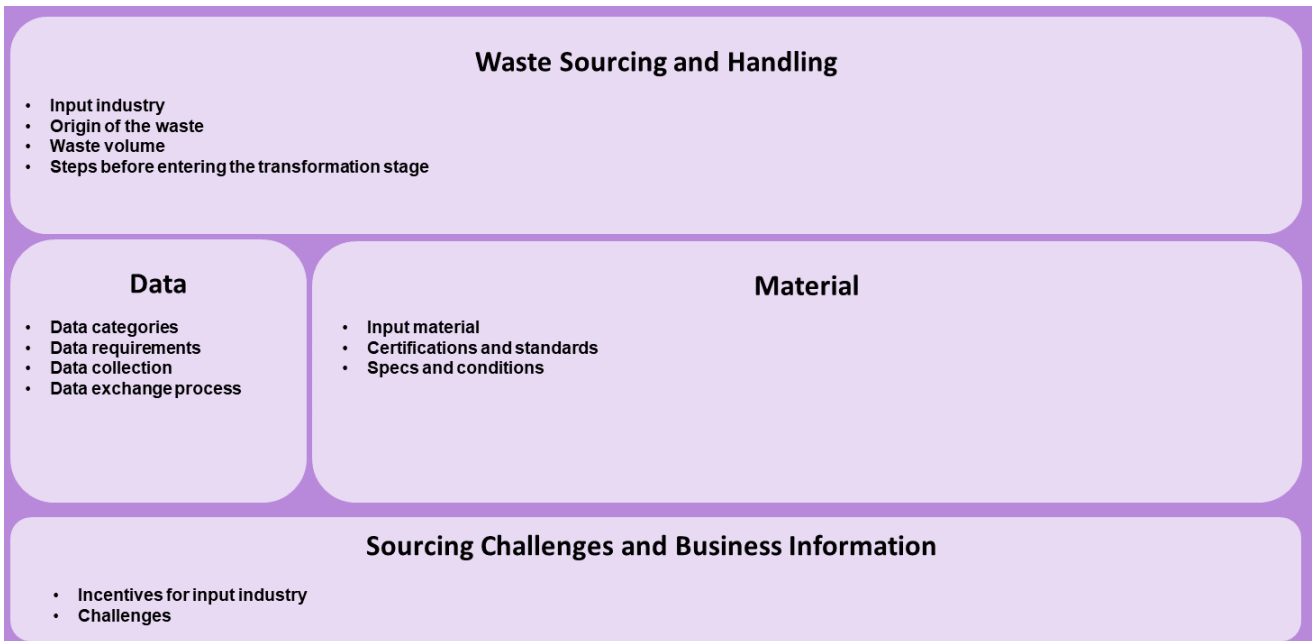 Waste Sourcing and Handling
• Input industry
• Origin of the waste
• Waste volume
• Steps before entering the transformation stage
Data
• Data categories
• Data requirements
• Data collection
• Data exchange process
Material
• Input material
• Certifications and standards
• Specs and conditions
Sourcing Challenges and Business Information
• Incentives for input industry
• Challenges